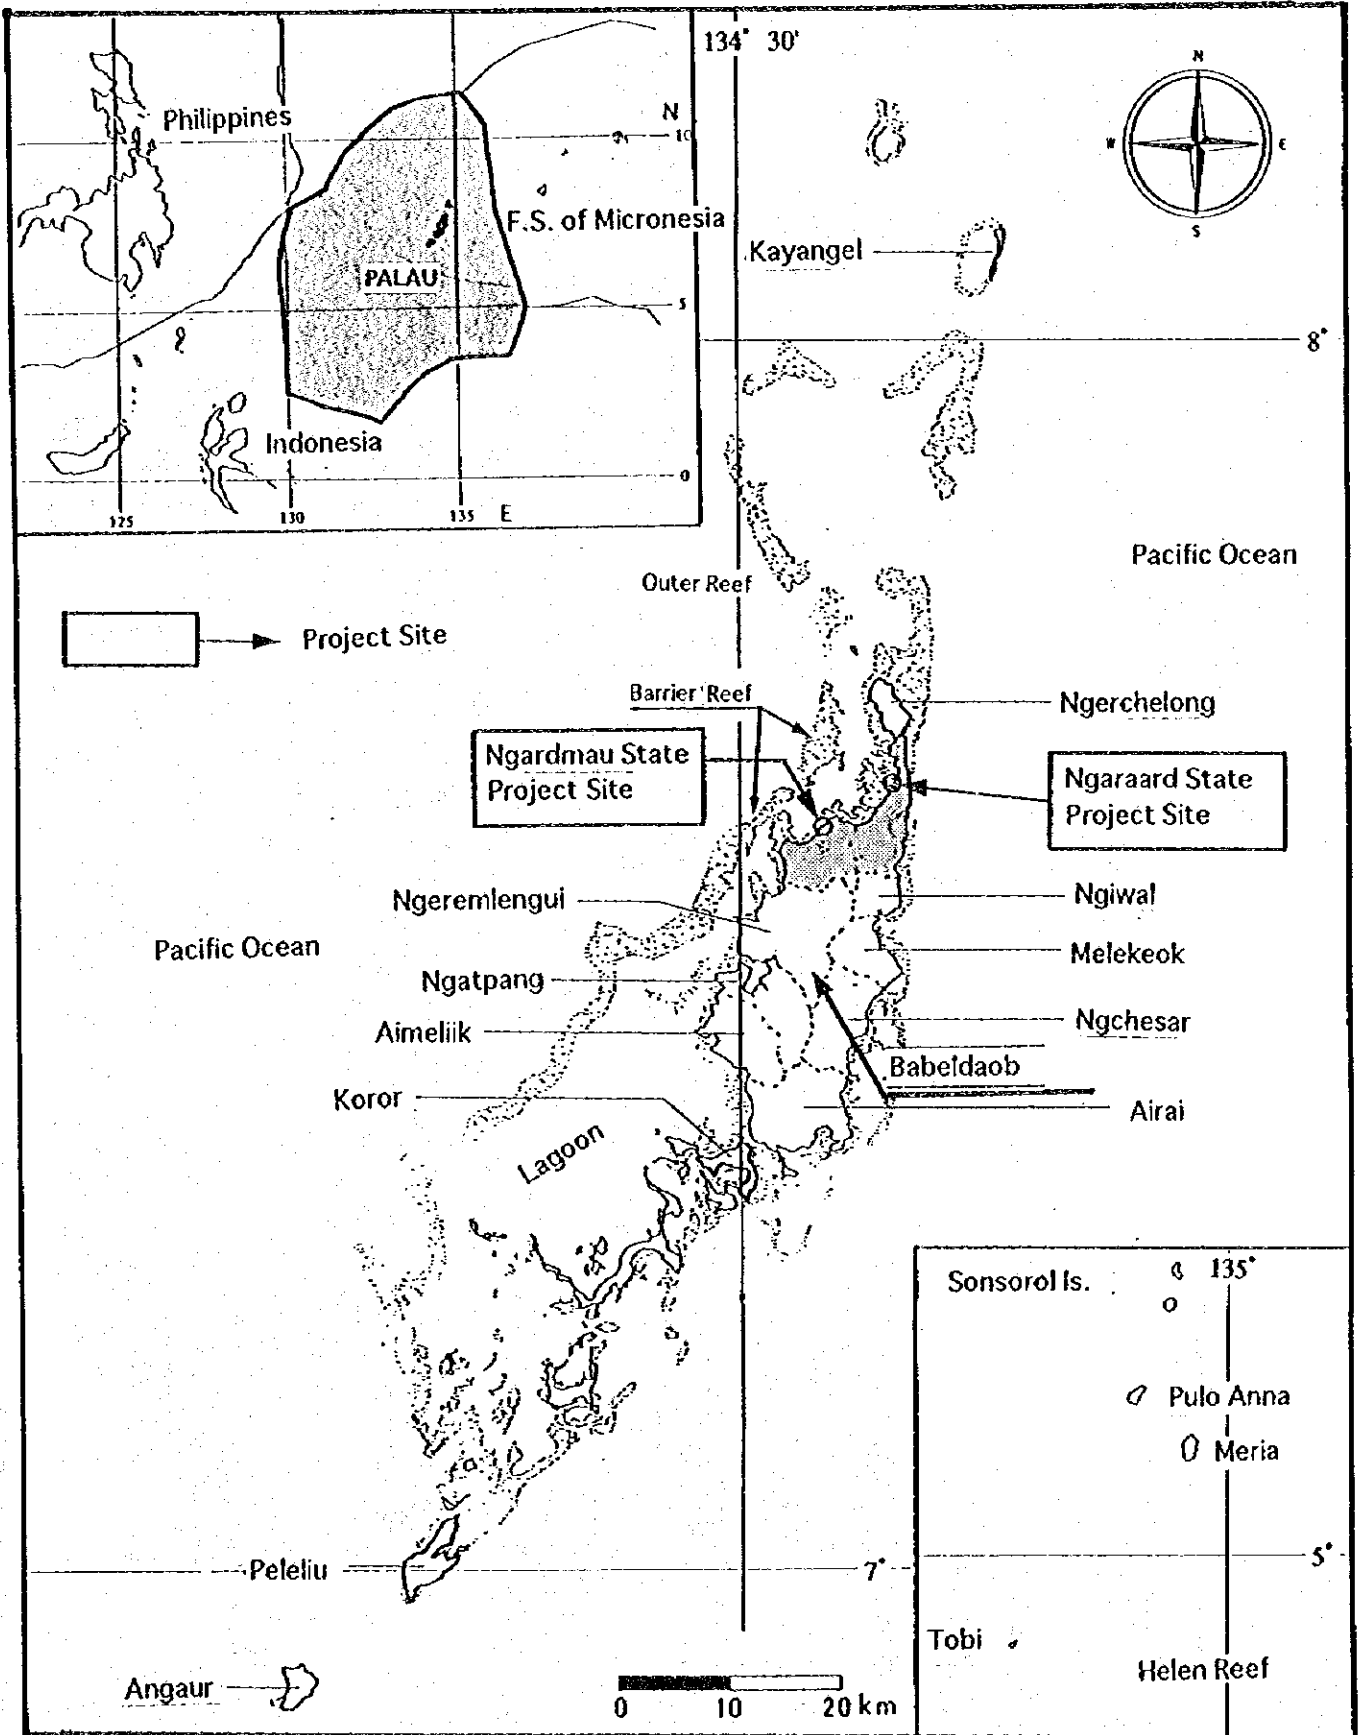 134° 30'
N
W
E
S
Philippines
N
10
F.S. of Micronesia
PALAU
5
Indonesia
0
125
130
135
E
Kayangel
8°
Pacific Ocean
Outer Reef
Project Site
Barrier Reef
Ngerchelong
Ngardmau State
Project Site
Ngaraard State
Project Site
Ngeremlengui
Ngiwal
Pacific Ocean
Melekeok
Ngatpang
Ngchesar
Aimeliik
Babeldaob
Koror
Airai
Lagoon
Sonsorol Is.
135°
Pulo Anna
Meria
Peleliu
7°
5°
Tobi
Helen Reef
Angaur
0
10
20 km